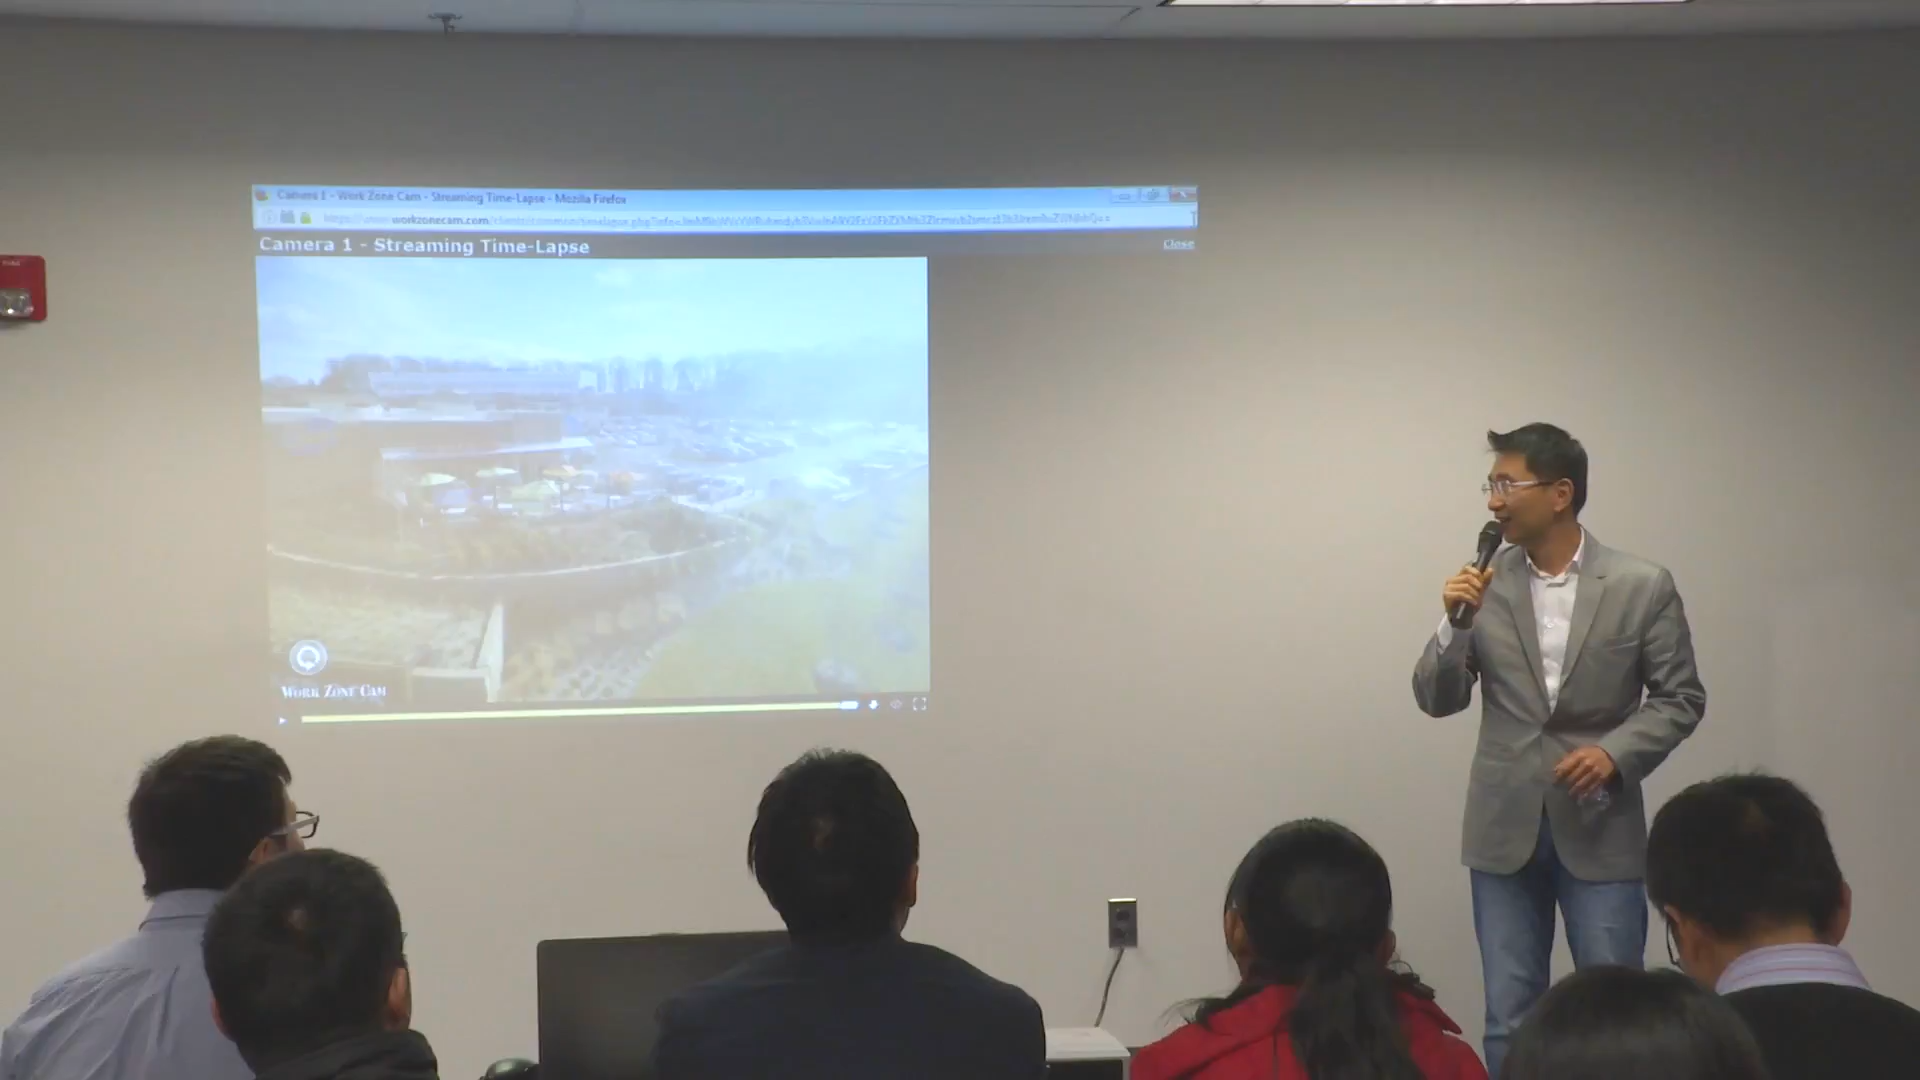 Camera 1 - Work Zone Cam - Streaming Time-Lapse - Mozilla Firefox
workzonecam.com
Camera 1 - Streaming Time-Lapse
Close
WORK ZONE CAM